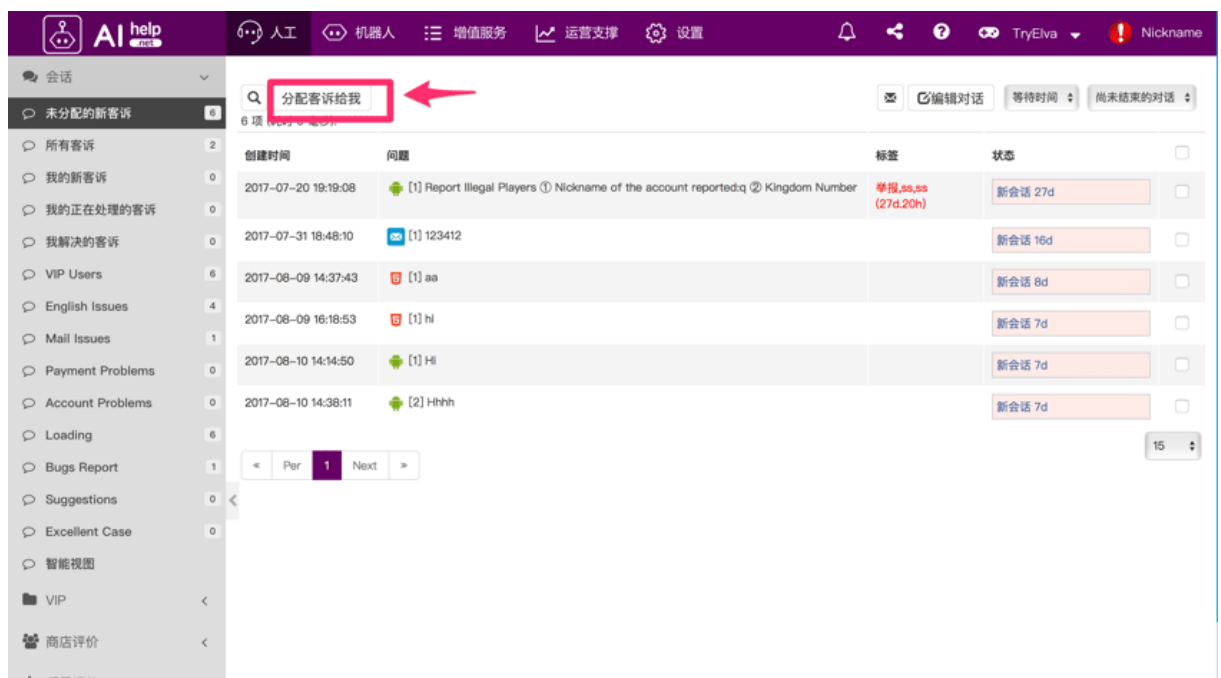 AI help .net 人工 机器人 增值服务 运营支撑 设置 TryElva Nickname
会话
未分配的新客诉 6
所有客诉 2
我的新客诉 0
我的正在处理的客诉 0
我解决的客诉 0
VIP Users 6
English Issues 4
Mail Issues 1
Payment Problems 0
Account Problems 0
Loading 6
Bugs Report 1
Suggestions 0
Excellent Case 0
智能视图
VIP
商店评价
分配客诉给我 编辑对话 等待时间 尚未结束的对话
6 项
创建时间 问题 标签 状态
2017-07-20 19:19:08 [1] Report Illegal Players ① Nickname of the account reported:q ② Kingdom Number 举报,ss,ss 新会话 27d
(27d.20h)
2017-07-31 18:48:10 [1] 123412 新会话 16d
2017-08-09 14:37:43 [1] aa 新会话 8d
2017-08-09 16:18:53 [1] hi 新会话 7d
2017-08-10 14:14:50 [1] HI 新会话 7d
2017-08-10 14:38:11 [2] Hhhh 新会话 7d
15
« Per 1 Next »